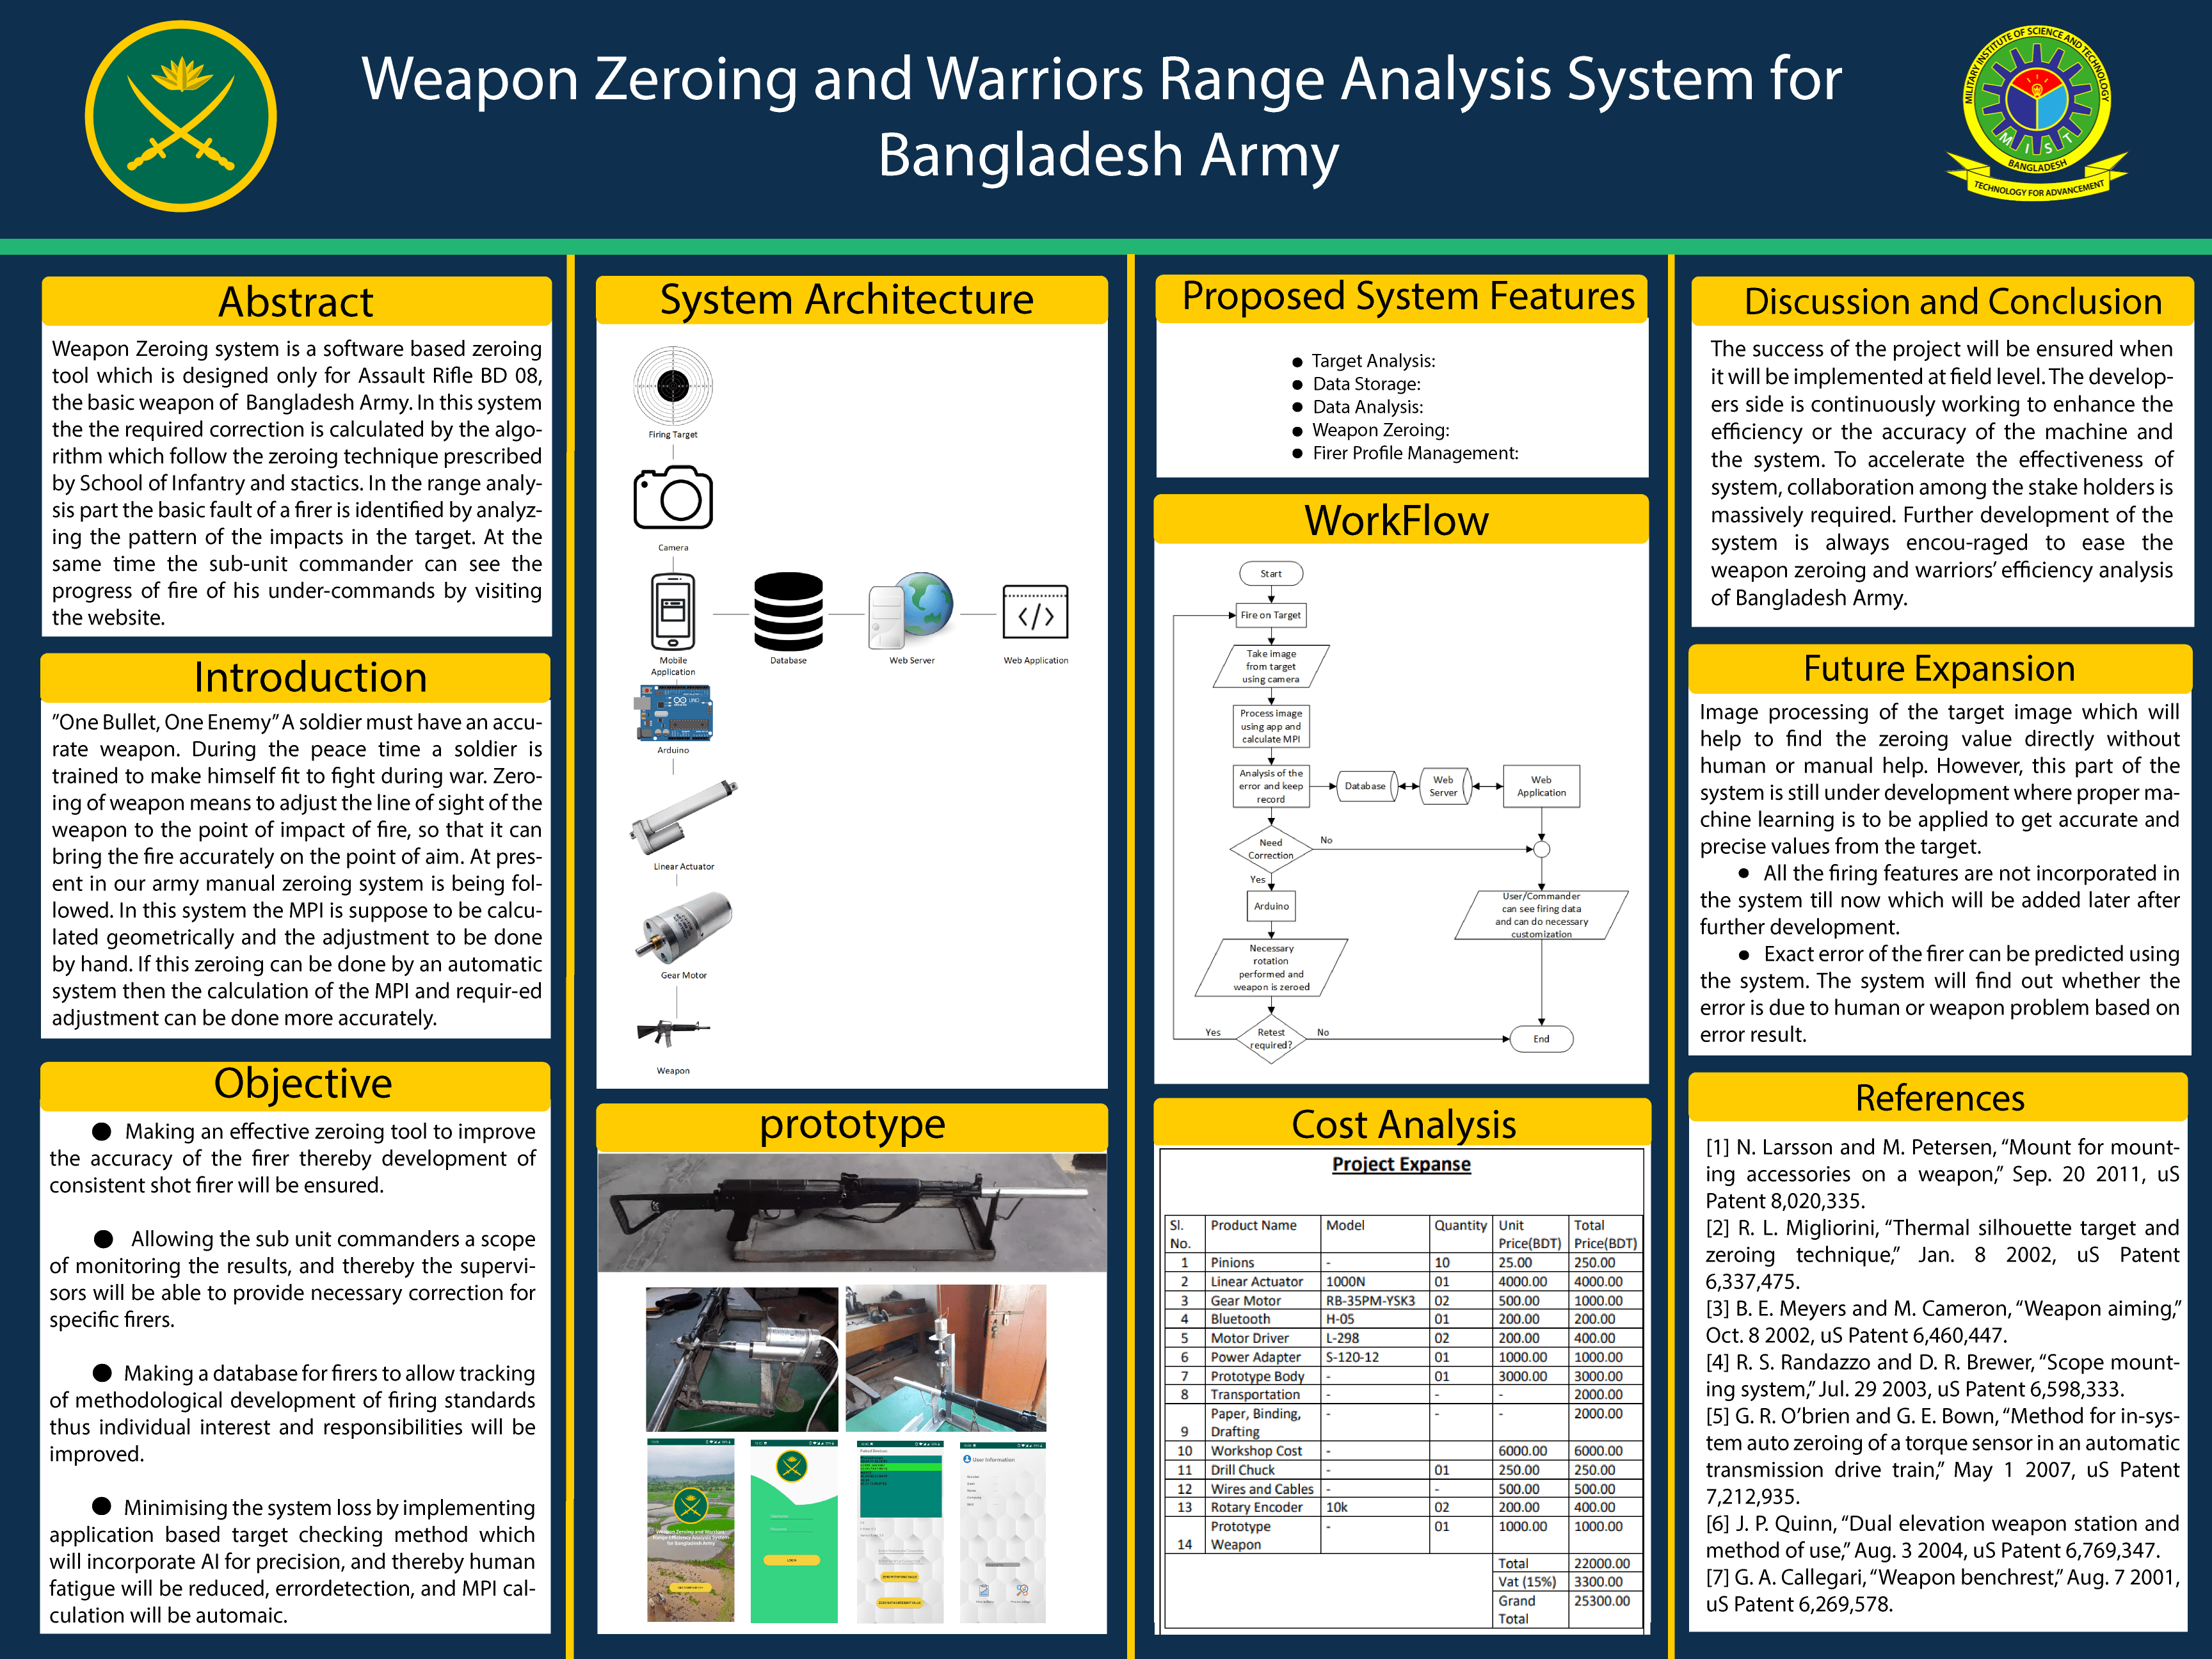 Weapon Zeroing and Warriors Range Analysis System for
Bangladesh Army
MILITARY INSTITUTE OF SCIENCE AND TECHNOLOGY
M I S T
BANGLADESH
TECHNOLOGY FOR ADVANCEMENT
Abstract
Weapon Zeroing system is a software based zeroing
tool which is designed only for Assault Rifle BD 08,
the basic weapon of Bangladesh Army. In this system
the the required correction is calculated by the algo-
rithm which follow the zeroing technique prescribed
by School of Infantry and stactics. In the range analy-
sis part the basic fault of a firer is identified by analyz-
ing the pattern of the impacts in the target. At the
same time the sub-unit commander can see the
progress of fire of his under-commands by visiting
the website.
Introduction
”One Bullet, One Enemy” A soldier must have an accu-
rate weapon. During the peace time a soldier is
trained to make himself fit to fight during war. Zero-
ing of weapon means to adjust the line of sight of the
weapon to the point of impact of fire, so that it can
bring the fire accurately on the point of aim. At pres-
ent in our army manual zeroing system is being fol-
lowed. In this system the MPI is suppose to be calcu-
lated geometrically and the adjustment to be done
by hand. If this zeroing can be done by an automatic
system then the calculation of the MPI and requir-ed
adjustment can be done more accurately.
Objective
● Making an effective zeroing tool to improve
the accuracy of the firer thereby development of
consistent shot firer will be ensured.
● Allowing the sub unit commanders a scope
of monitoring the results, and thereby the supervi-
sors will be able to provide necessary correction for
specific firers.
● Making a database for firers to allow tracking
of methodological development of firing standards
thus individual interest and responsibilities will be
improved.
● Minimising the system loss by implementing
application based target checking method which
will incorporate AI for precision, and thereby human
fatigue will be reduced, errordetection, and MPI cal-
culation will be automaic.
System Architecture
Firing Target
Camera
Mobile
Application
Database
Web Server
Web Application
</>
UNO
Arduino
Linear Actuator
Gear Motor
Weapon
prototype
Weapon Zeroing and Warriors
Range Efficiency Analysis System
for Bangladesh Army
LOGIN
User Information
Proposed System Features
● Target Analysis:
● Data Storage:
● Data Analysis:
● Weapon Zeroing:
● Firer Profile Management:
WorkFlow
Start
Fire on Target
Take image
from target
using camera
Process image
using app and
calculate MPI
Analysis of the
error and keep
record
Database
Web
Server
Web
Application
Need
Correction
No
Yes
Arduino
User/Commander
can see firing data
and can do necessary
customization
Necessary
rotation
performed and
weapon is zeroed
Yes
Retest
required?
No
End
Cost Analysis
Project Expanse
Sl. No. Product Name Model Quantity Unit Price(BDT) Total Price(BDT)
1 Pinions - 10 25.00 250.00
2 Linear Actuator 1000N 01 4000.00 4000.00
3 Gear Motor RB-35PM-YSK3 02 500.00 1000.00
4 Bluetooth H-05 01 200.00 200.00
5 Motor Driver L-298 02 200.00 400.00
6 Power Adapter S-120-12 01 1000.00 1000.00
7 Prototype Body - 01 3000.00 3000.00
8 Transportation - - - 2000.00
9 Paper, Binding, Drafting - - - 2000.00
10 Workshop Cost - 6000.00 6000.00
11 Drill Chuck - 01 250.00 250.00
12 Wires and Cables - - 500.00 500.00
13 Rotary Encoder 10k 02 200.00 400.00
14 Prototype Weapon - 01 1000.00 1000.00
Total 22000.00
Vat (15%) 3300.00
Grand Total 25300.00
Discussion and Conclusion
The success of the project will be ensured when
it will be implemented at field level. The develop-
ers side is continuously working to enhance the
efficiency or the accuracy of the machine and
the system. To accelerate the effectiveness of
system, collaboration among the stake holders is
massively required. Further development of the
system is always encou-raged to ease the
weapon zeroing and warriors’ efficiency analysis
of Bangladesh Army.
Future Expansion
Image processing of the target image which will
help to find the zeroing value directly without
human or manual help. However, this part of the
system is still under development where proper ma-
chine learning is to be applied to get accurate and
precise values from the target.
● All the firing features are not incorporated in
the system till now which will be added later after
further development.
● Exact error of the firer can be predicted using
the system. The system will find out whether the
error is due to human or weapon problem based on
error result.
References
[1] N. Larsson and M. Petersen, “Mount for mount-
ing accessories on a weapon,” Sep. 20 2011, uS
Patent 8,020,335.
[2] R. L. Migliorini, “Thermal silhouette target and
zeroing technique,” Jan. 8 2002, uS Patent
6,337,475.
[3] B. E. Meyers and M. Cameron, “Weapon aiming,”
Oct. 8 2002, uS Patent 6,460,447.
[4] R. S. Randazzo and D. R. Brewer, “Scope mount-
ing system,” Jul. 29 2003, uS Patent 6,598,333.
[5] G. R. O’brien and G. E. Bown, “Method for in-sys-
tem auto zeroing of a torque sensor in an automatic
transmission drive train,” May 1 2007, uS Patent
7,212,935.
[6] J. P. Quinn, “Dual elevation weapon station and
method of use,” Aug. 3 2004, uS Patent 6,769,347.
[7] G. A. Callegari, “Weapon benchrest,” Aug. 7 2001,
uS Patent 6,269,578.